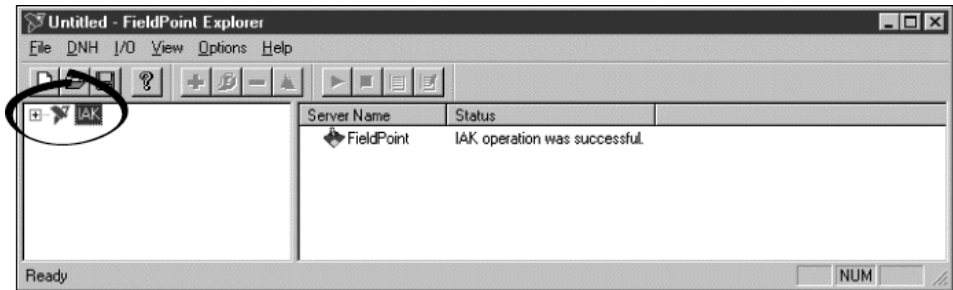 Untitled - FieldPoint Explorer
File DNH I/O View Options Help
IAK
Server Name Status
FieldPoint IAK operation was successful.
Ready NUM